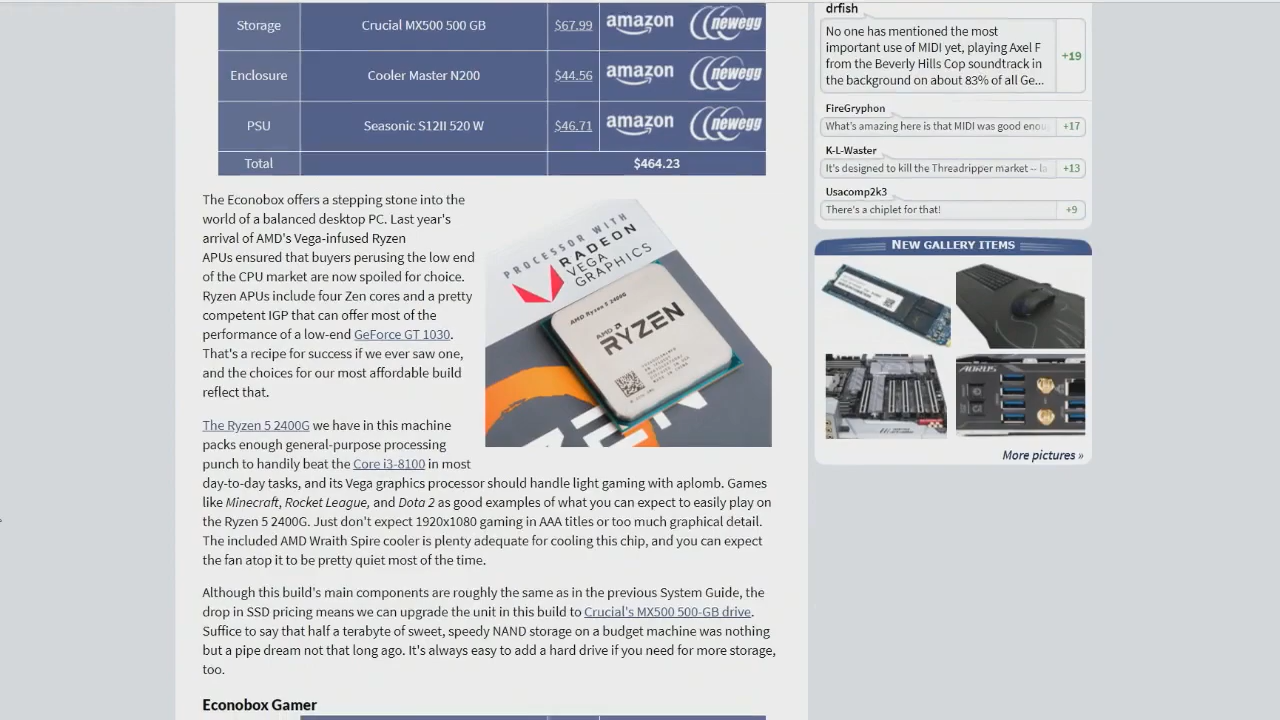 Storage Crucial MX500 500 GB $67.99 amazon newegg
Enclosure Cooler Master N200 $44.56 amazon newegg
PSU Seasonic S12II 520 W $46.71 amazon newegg
Total $464.23
The Econobox offers a stepping stone into the
world of a balanced desktop PC. Last year's
arrival of AMD's Vega-infused Ryzen
APUs ensured that buyers perusing the low end
of the CPU market are now spoiled for choice.
Ryzen APUs include four Zen cores and a pretty
competent IGP that can offer most of the
performance of a low-end GeForce GT 1030.
That's a recipe for success if we ever saw one,
and the choices for our most affordable build
reflect that.
PROCESSOR WITH
RADEON
VEGA
GRAPHICS
AMD Ryzen 5 2400G
AMD
RYZEN
ZEN
The Ryzen 5 2400G we have in this machine
packs enough general-purpose processing
punch to handily beat the Core i3-8100 in most
day-to-day tasks, and its Vega graphics processor should handle light gaming with aplomb. Games
like Minecraft, Rocket League, and Dota 2 as good examples of what you can expect to easily play on
the Ryzen 5 2400G. Just don't expect 1920x1080 gaming in AAA titles or too much graphical detail.
The included AMD Wraith Spire cooler is plenty adequate for cooling this chip, and you can expect
the fan atop it to be pretty quiet most of the time.
Although this build's main components are roughly the same as in the previous System Guide, the
drop in SSD pricing means we can upgrade the unit in this build to Crucial's MX500 500-GB drive.
Suffice to say that half a terabyte of sweet, speedy NAND storage on a budget machine was nothing
but a pipe dream not that long ago. It's always easy to add a hard drive if you need for more storage,
too.
Econobox Gamer
drfish
No one has mentioned the most
important use of MIDI yet, playing Axel F
from the Beverly Hills Cop soundtrack in
the background on about 83% of all Ge...
+19
FireGryphon
What's amazing here is that MIDI was good enou +17
K-L-Waster
It's designed to kill the Threadripper market -- la +13
Usacomp2k3
There's a chiplet for that! +9
NEW GALLERY ITEMS
AORUS
More pictures »